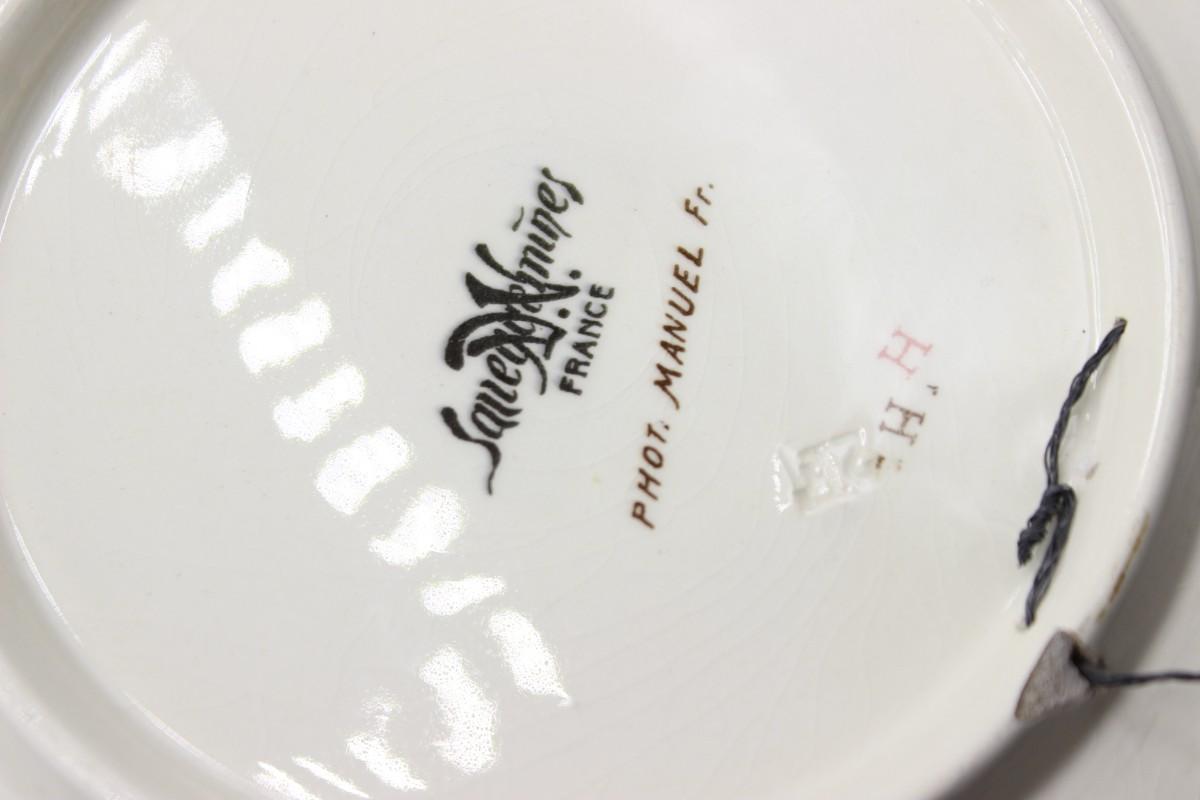 Sarreguemines
FRANCE
PHOT. MANUEL Fr.
H. H